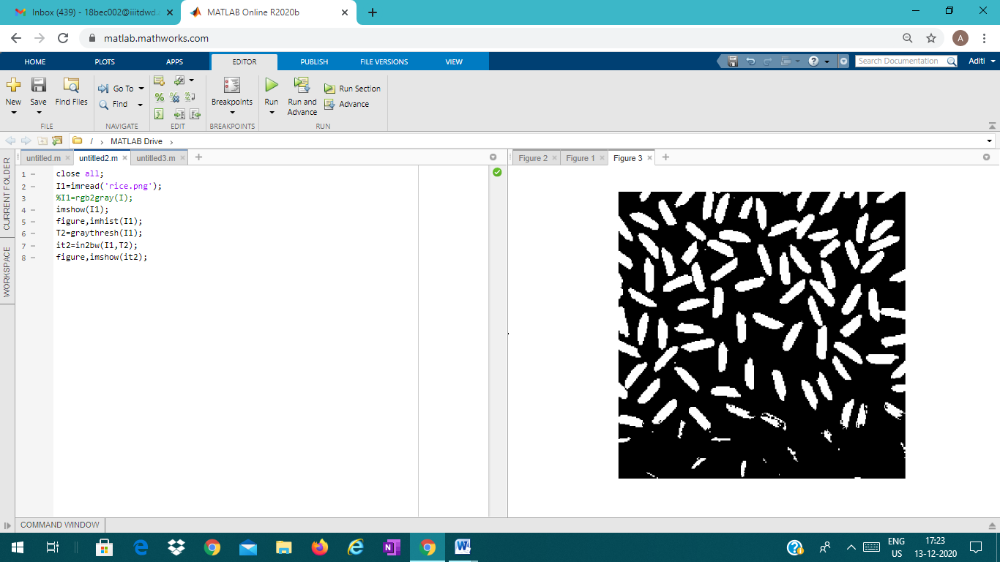 Inbox (439) - 18bec002@iiitdwd.
MATLAB Online R2020b
matlab.mathworks.com
A
HOME PLOTS APPS EDITOR PUBLISH FILE VERSIONS VIEW
Search Documentation
Aditi
New Save Find Files
Go To
Find
Breakpoints
Run
Run and Advance
Run Section
Advance
FILE NAVIGATE EDIT BREAKPOINTS RUN
/ › MATLAB Drive ›
CURRENT FOLDER
WORKSPACE
untitled.m × untitled2.m × untitled3.m × +
1 – close all;
2 – I1=imread('rice.png');
3 %I1=rgb2gray(I);
4 – imshow(I1);
5 – figure,imhist(I1);
6 – T2=graythresh(I1);
7 – it2=in2bw(I1,T2);
8 – figure,imshow(it2);
Figure 2 × Figure 1 × Figure 3 × +
COMMAND WINDOW
ENG
US
17:23
13-12-2020